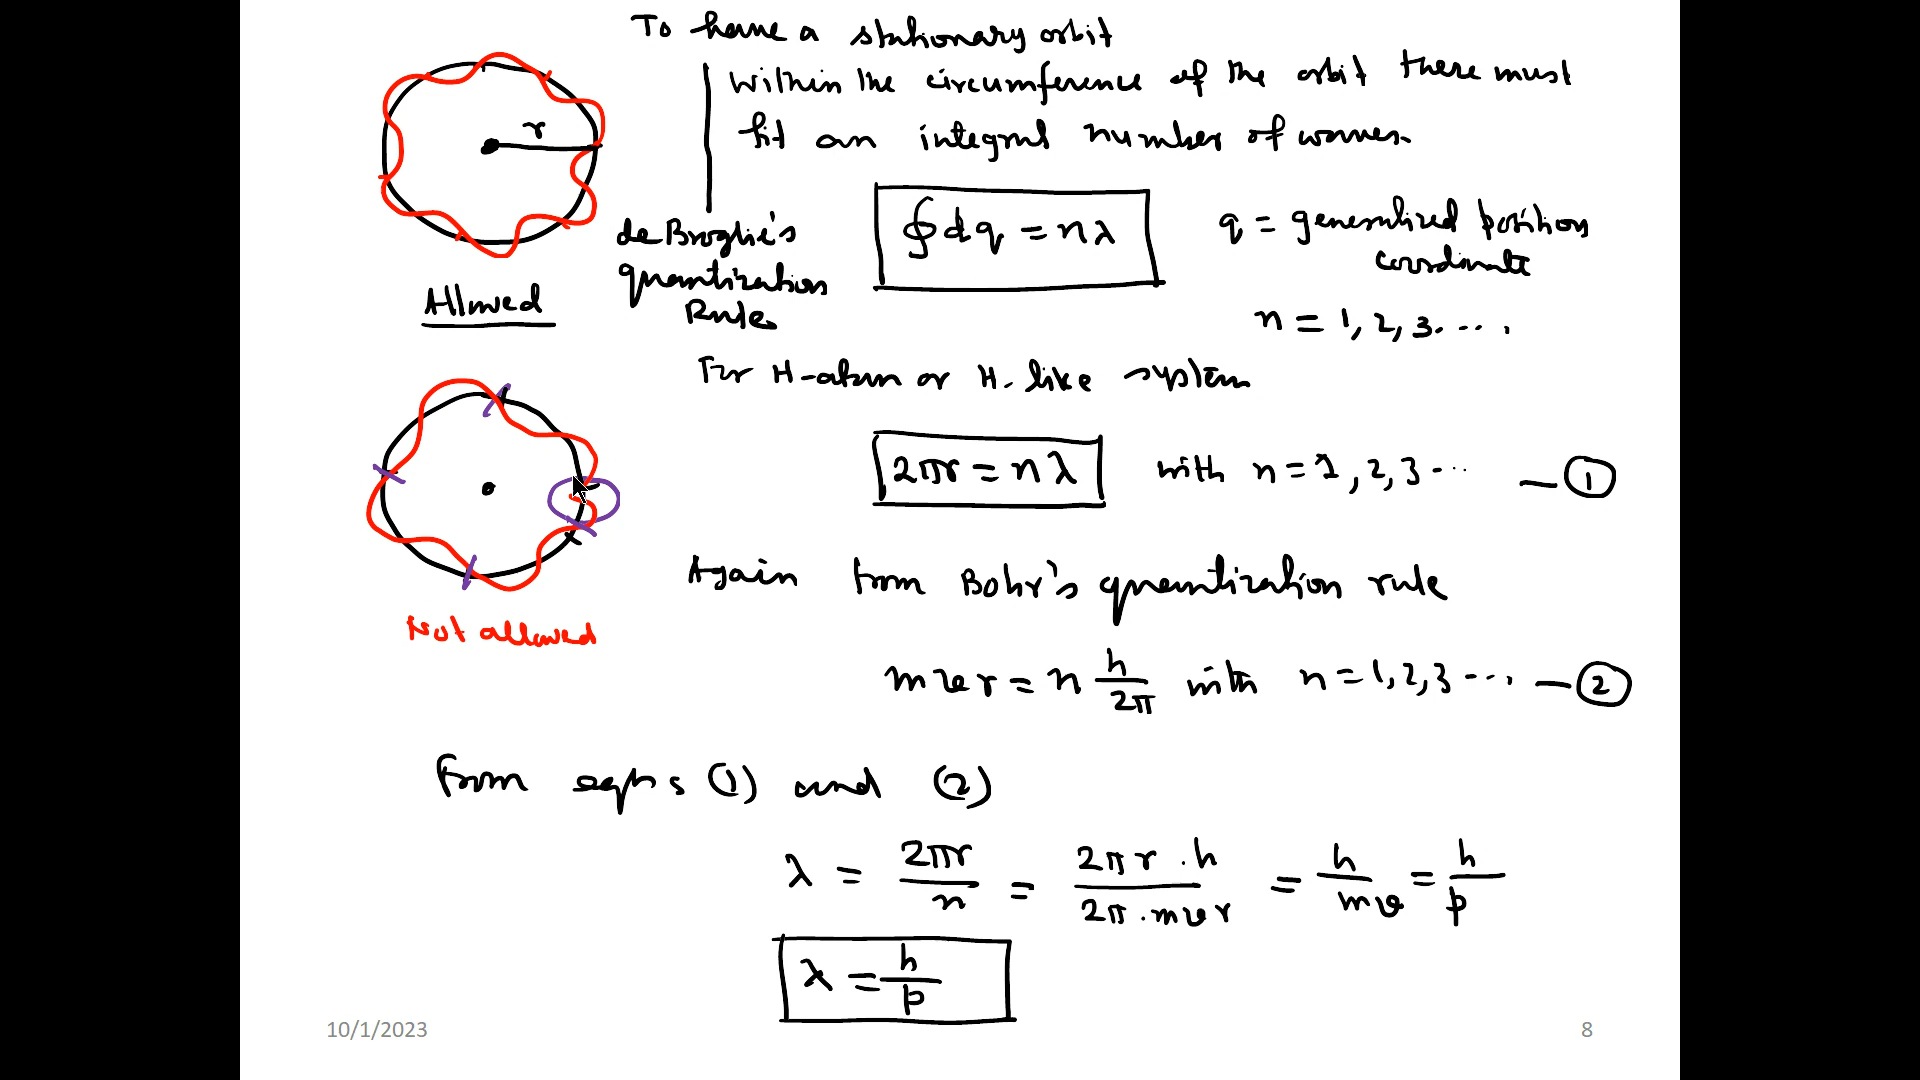 To have a stationary orbit
Within the circumference of the orbit there must
fit an integral number of waves.
r
Allowed
de Broglie's
quantization
Rule
∮dq = nλ
q = generalized position
coordinate
n = 1, 2, 3. ....
For H-atom or H-like system
2πr = nλ with n = 1, 2, 3 ... — ①
Not allowed
Again from Bohr's quantization rule
mvr = n h/2π with n = 1, 2, 3 .... — ②
From eqns (1) and (2)
λ = 2πr/n = 2πr . h/2π . mvr = h/mv = h/p
λ = h/p
10/1/2023
8